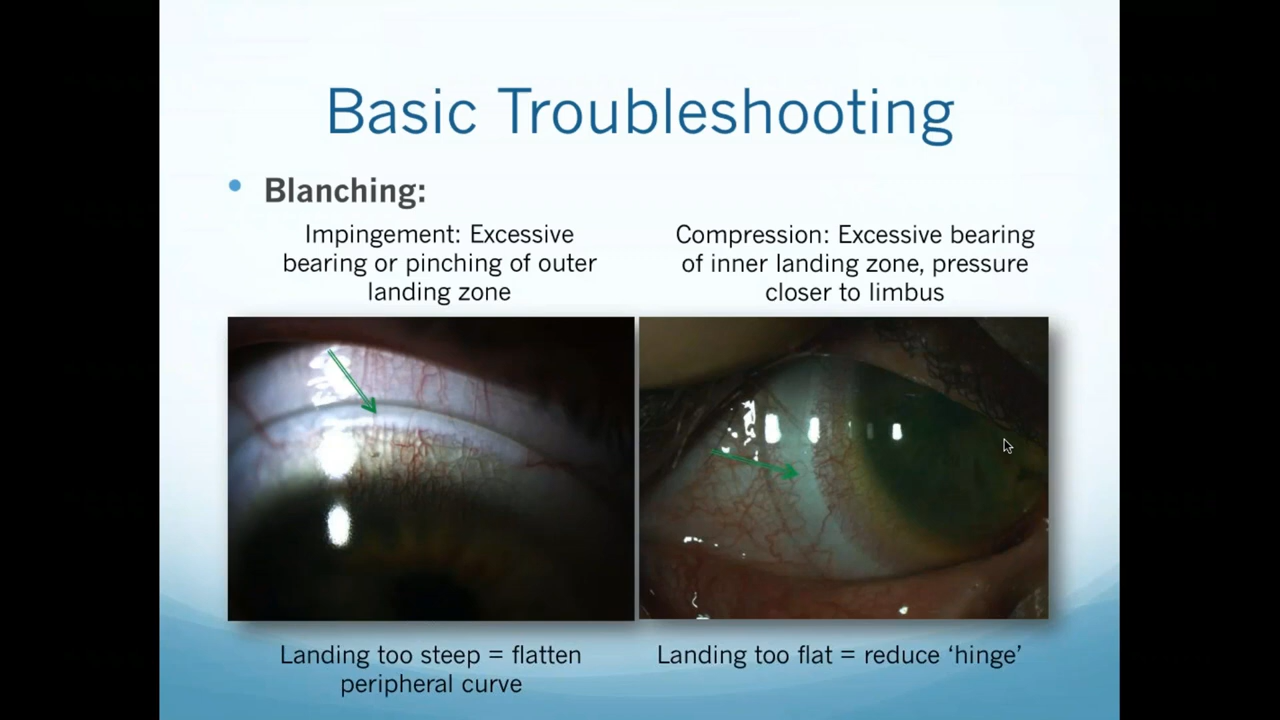 Basic Troubleshooting
• Blanching:
Impingement: Excessive
bearing or pinching of outer
landing zone
Compression: Excessive bearing
of inner landing zone, pressure
closer to limbus
Landing too steep = flatten
peripheral curve
Landing too flat = reduce ‘hinge’